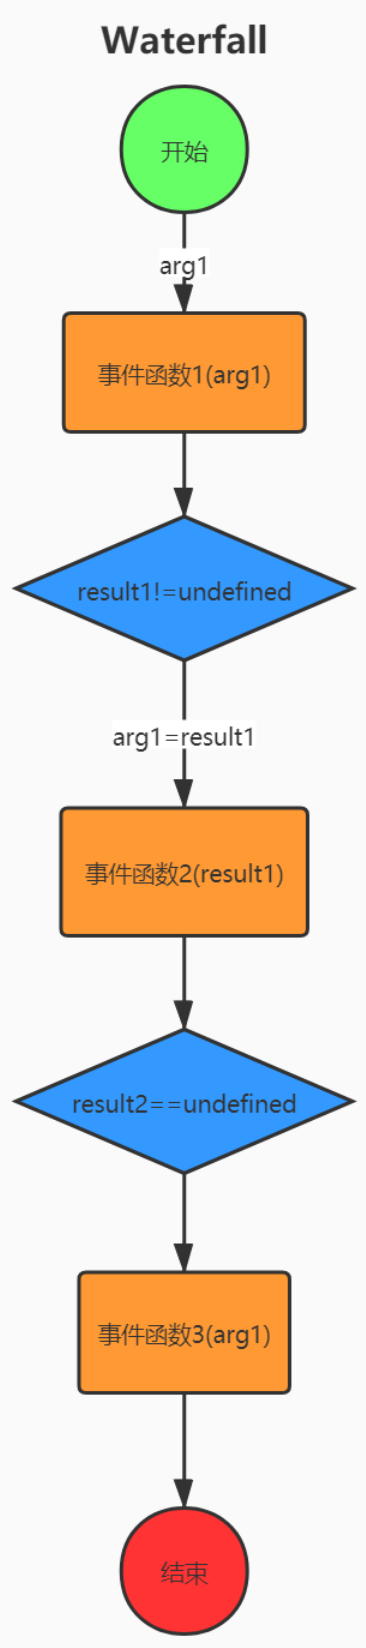 Waterfall
开始
arg1
事件函数1(arg1)
result1!=undefined
arg1=result1
事件函数2(result1)
result2==undefined
事件函数3(arg1)
结束